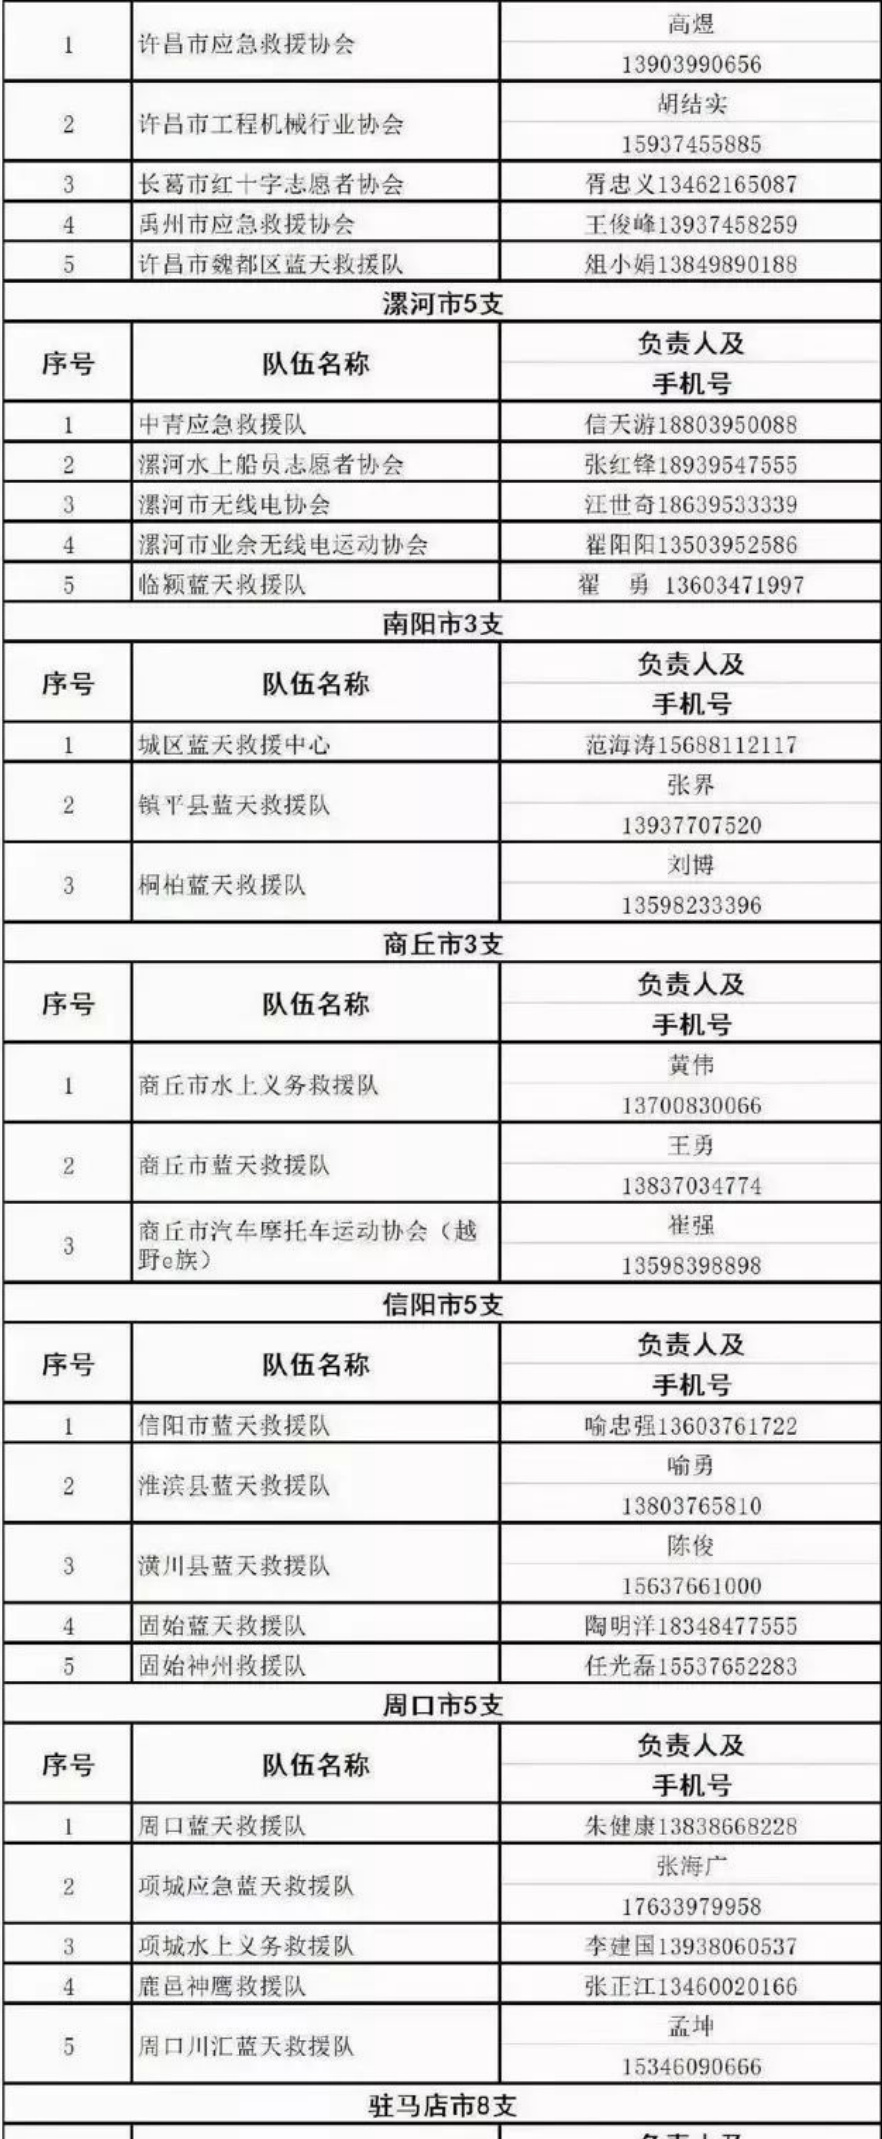 1 许昌市应急救援协会 高煜
13903990656
2 许昌市工程机械行业协会 胡结实
15937455885
3 长葛市红十字志愿者协会 胥忠义13462165087
4 禹州市应急救援协会 王俊峰13937458259
5 许昌市魏都区蓝天救援队 俎小娟13849890188
漯河市5支
序号 队伍名称 负责人及
手机号
1 中青应急救援队 信天游18803950088
2 漯河水上船员志愿者协会 张红锋18939547555
3 漯河市无线电协会 汪世奇18639533339
4 漯河市业余无线电运动协会 翟阳阳13503952586
5 临颍蓝天救援队 翟 勇 13603471997
南阳市3支
序号 队伍名称 负责人及
手机号
1 城区蓝天救援中心 范海涛15688112117
2 镇平县蓝天救援队 张界
13937707520
3 桐柏蓝天救援队 刘博
13598233396
商丘市3支
序号 队伍名称 负责人及
手机号
1 商丘市水上义务救援队 黄伟
13700830066
2 商丘市蓝天救援队 王勇
13837034774
3 商丘市汽车摩托车运动协会（越
野e族） 崔强
13598398898
信阳市5支
序号 队伍名称 负责人及
手机号
1 信阳市蓝天救援队 喻忠强13603761722
2 淮滨县蓝天救援队 喻勇
13803765810
3 潢川县蓝天救援队 陈俊
15637661000
4 固始蓝天救援队 陶明洋18348477555
5 固始神州救援队 任光磊15537652283
周口市5支
序号 队伍名称 负责人及
手机号
1 周口蓝天救援队 朱健康13838668228
2 项城应急蓝天救援队 张海广
17633979958
3 项城水上义务救援队 李建国13938060537
4 鹿邑神鹰救援队 张正江13460020166
5 周口川汇蓝天救援队 孟坤
15346090666
驻马店市8支